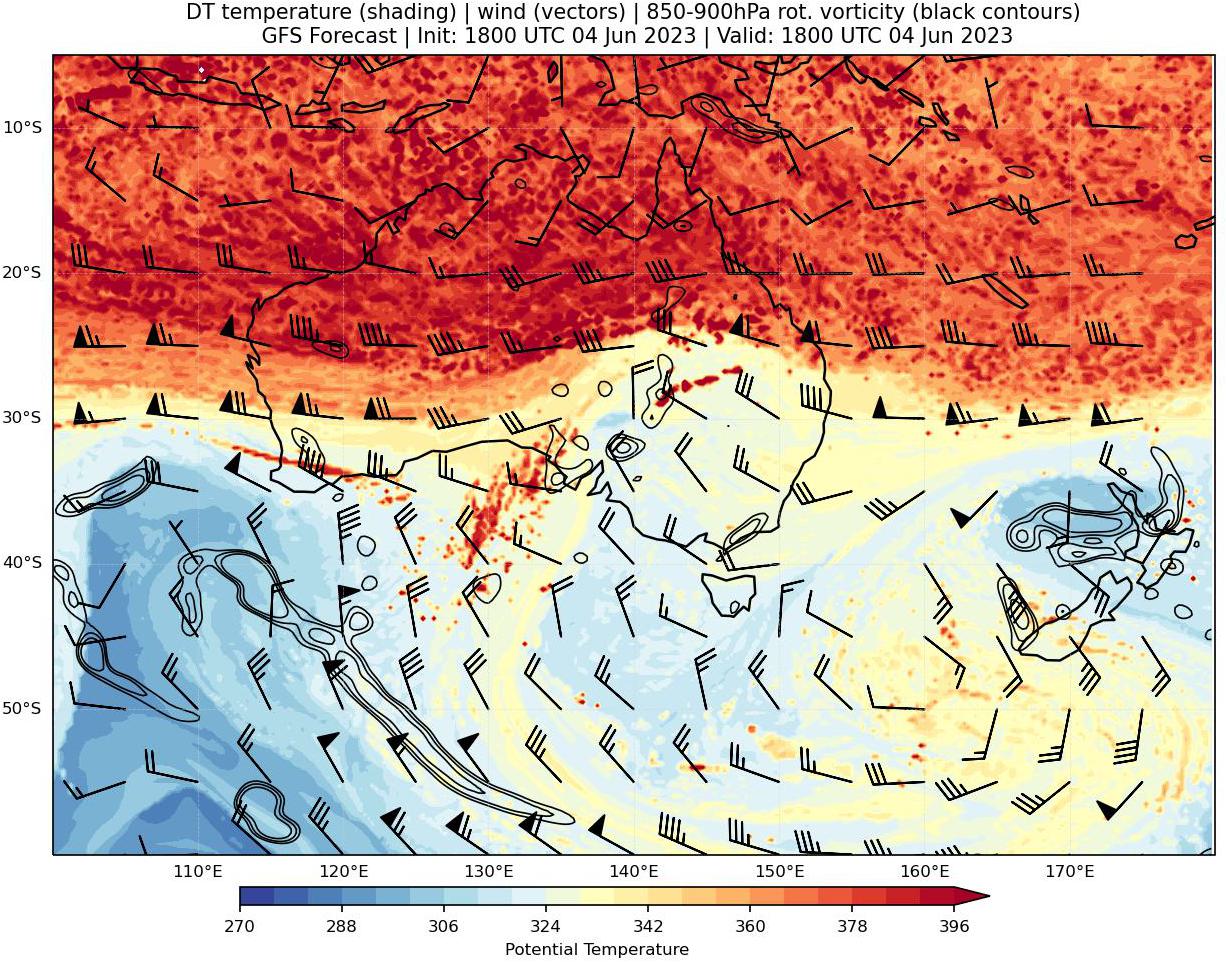 DT temperature (shading) | wind (vectors) | 850-900hPa rot. vorticity (black contours)
GFS Forecast | Init: 1800 UTC 04 Jun 2023 | Valid: 1800 UTC 04 Jun 2023
10°S
20°S
30°S
40°S
50°S
110°E 120°E 130°E 140°E 150°E 160°E 170°E
270 288 306 324 342 360 378 396
Potential Temperature